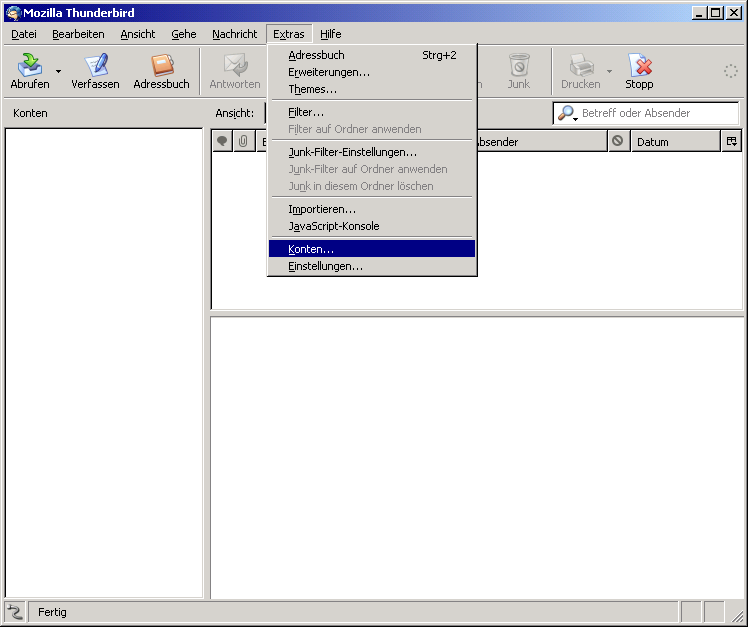 Mozilla Thunderbird
Datei Bearbeiten Ansicht Gehe Nachricht Extras Hilfe
Abrufen Verfassen Adressbuch Antworten Junk Drucken Stopp
Konten
Ansicht:
Betreff oder Absender
Absender Datum
Adressbuch Strg+2
Erweiterungen...
Themes...
Filter...
Filter auf Ordner anwenden
Junk-Filter-Einstellungen...
Junk-Filter auf Ordner anwenden
Junk in diesem Ordner löschen
Importieren...
JavaScript-Konsole
Konten...
Einstellungen...
Fertig